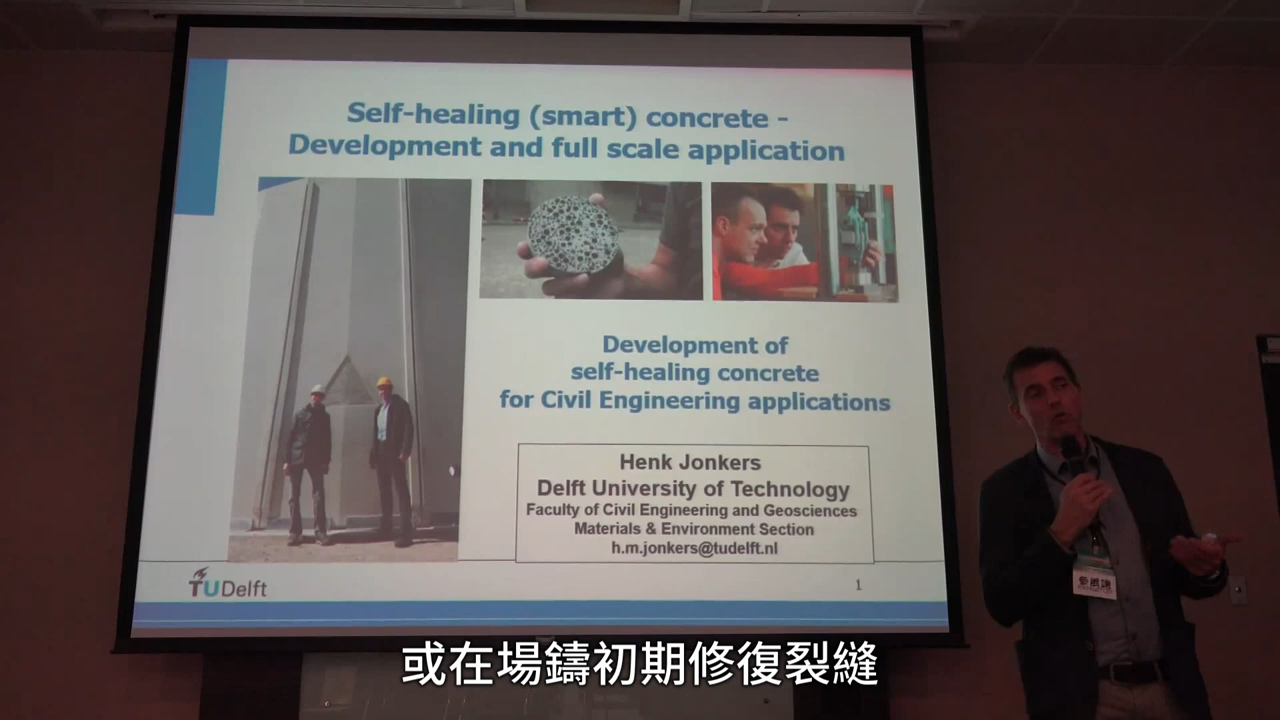 Self-healing (smart) concrete -
Development and full scale application
Development of
self-healing concrete
for Civil Engineering applications
Henk Jonkers
Delft University of Technology
Faculty of Civil Engineering and Geosciences
Materials & Environment Section
h.m.jonkers@tudelft.nl
TUDelft
1
或在場鑄初期修復裂縫